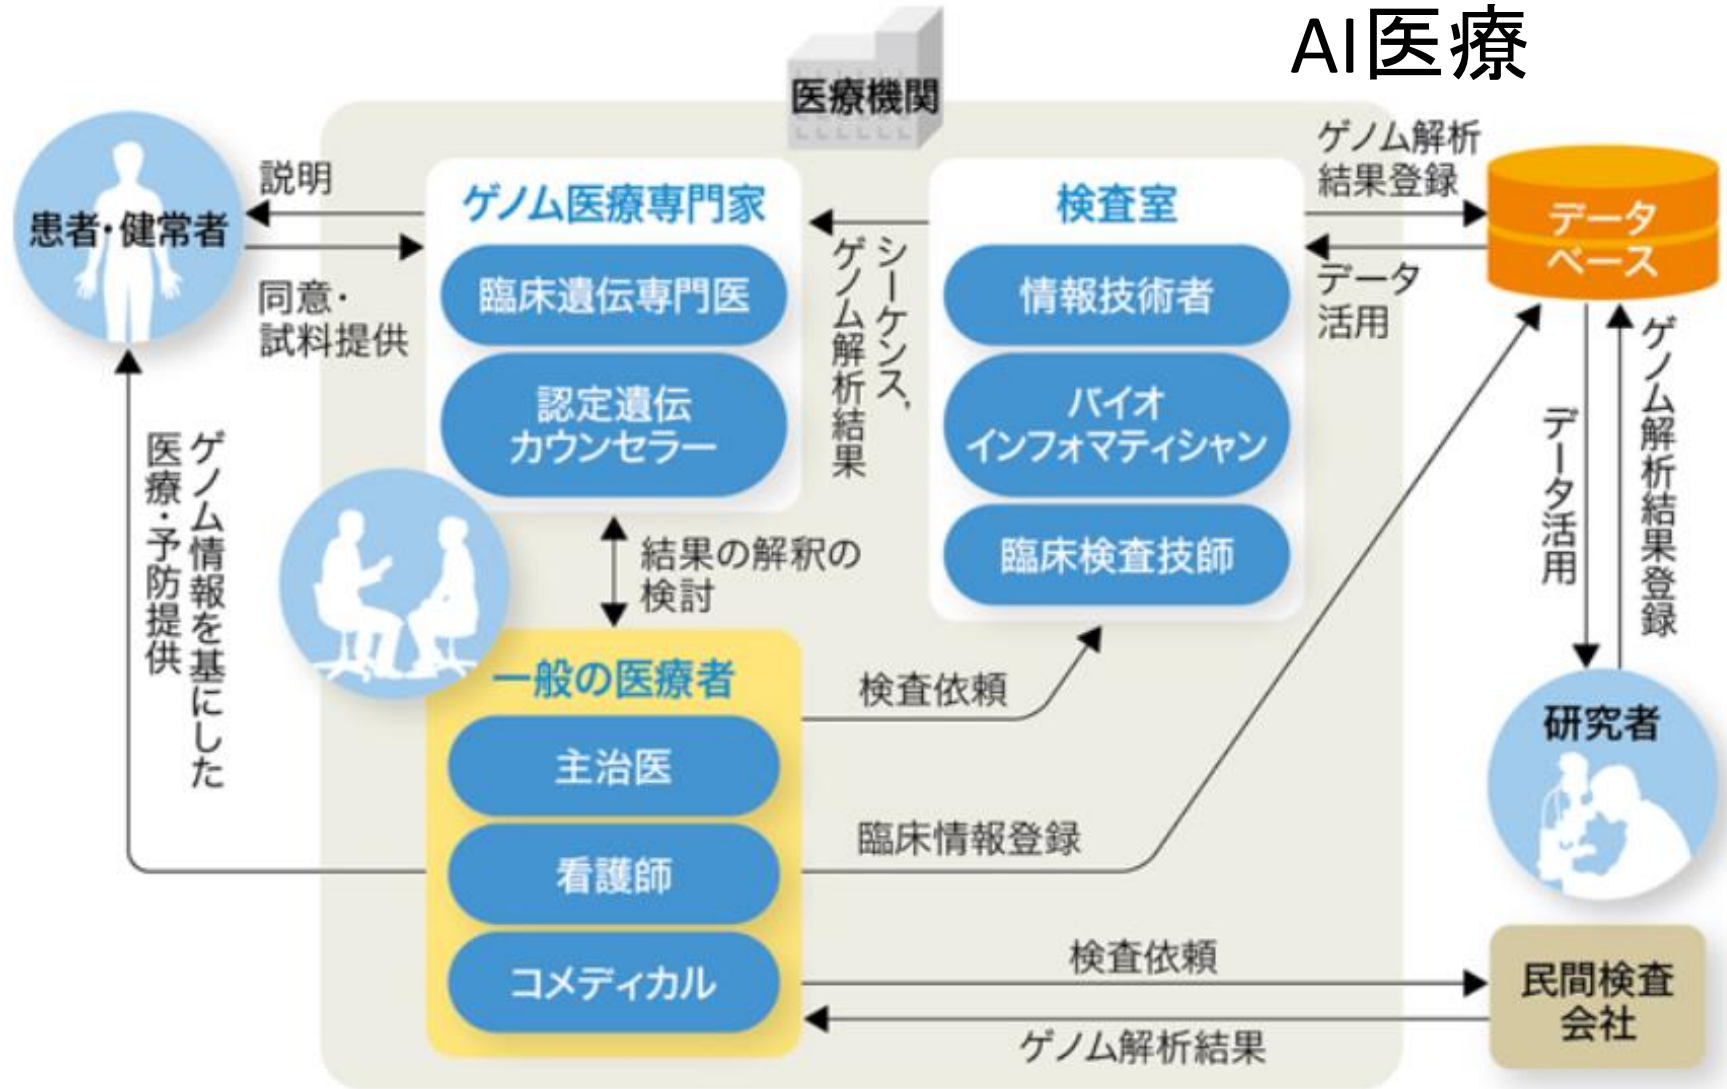 AI医療
医療機関
患者・健常者
説明
同意・
試料提供
ゲノム医療専門家
臨床遺伝専門医
認定遺伝
カウンセラー
シーケンス,
ゲノム解析結果
検査室
情報技術者
バイオ
インフォマティシャン
臨床検査技師
ゲノム解析
結果登録
データ
活用
データ
ベース
ゲノム情報を基にした
医療・予防提供
結果の解釈の
検討
一般の医療者
主治医
看護師
コメディカル
検査依頼
臨床情報登録
検査依頼
ゲノム解析結果
データ活用
ゲノム解析結果登録
研究者
民間検査
会社